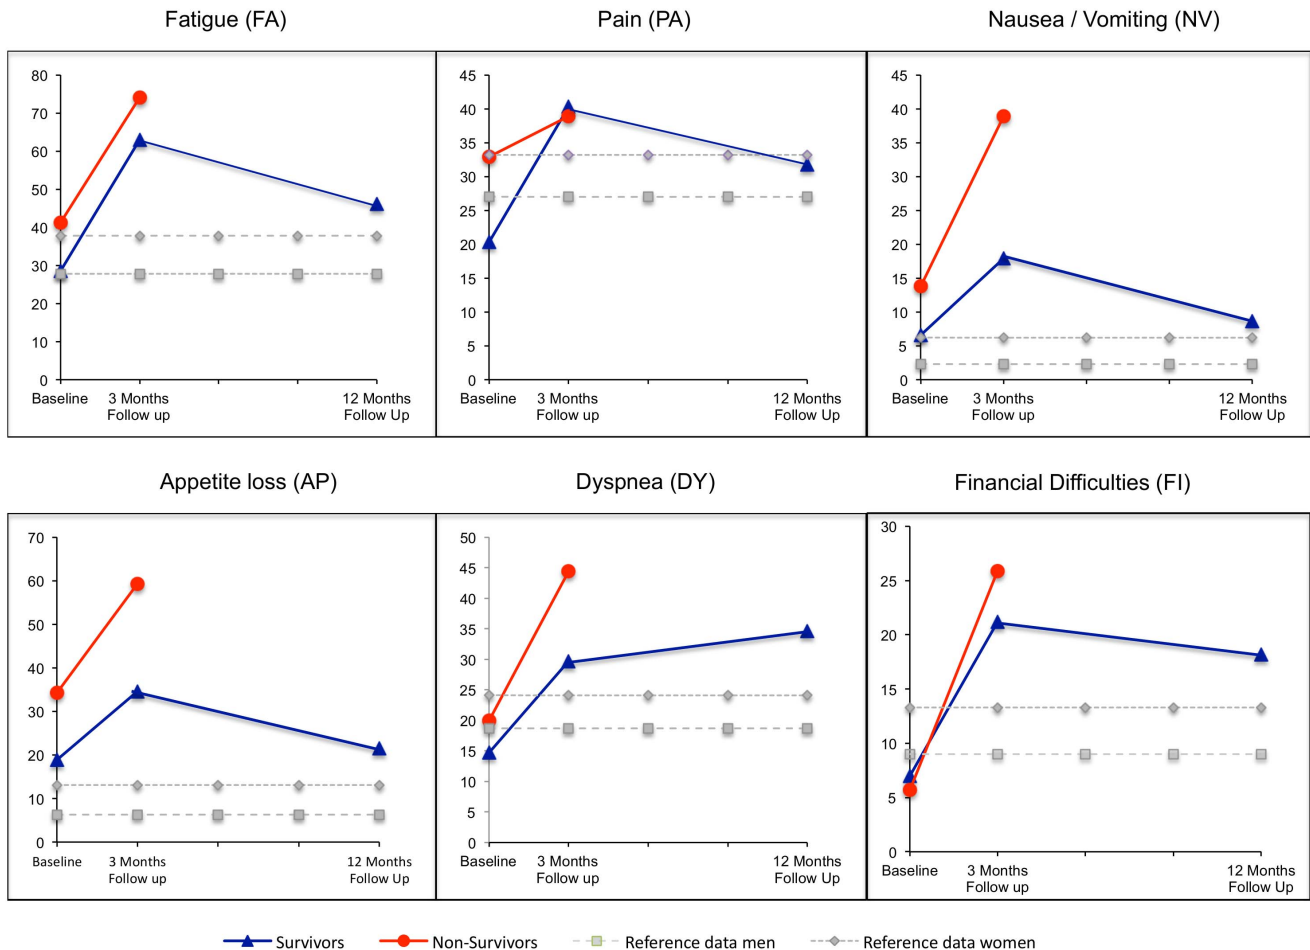 Fatigue (FA)
Pain (PA)
Nausea / Vomiting (NV)
80
70
60
50
40
30
20
10
0
Baseline
3 Months
Follow up
12 Months
Follow Up
45
40
35
30
25
20
15
10
5
0
Baseline
3 Months
Follow up
12 Months
Follow Up
45
40
35
30
25
20
15
10
5
0
Baseline
3 Months
Follow up
12 Months
Follow Up
Appetite loss (AP)
Dyspnea (DY)
Financial Difficulties (FI)
70
60
50
40
30
20
10
0
Baseline
3 Months
Follow up
12 Months
Follow Up
50
45
40
35
30
25
20
15
10
5
0
Baseline
3 Months
Follow up
12 Months
Follow Up
30
25
20
15
10
5
0
Baseline
3 Months
Follow up
12 Months
Follow Up
Survivors
Non-Survivors
Reference data men
Reference data women